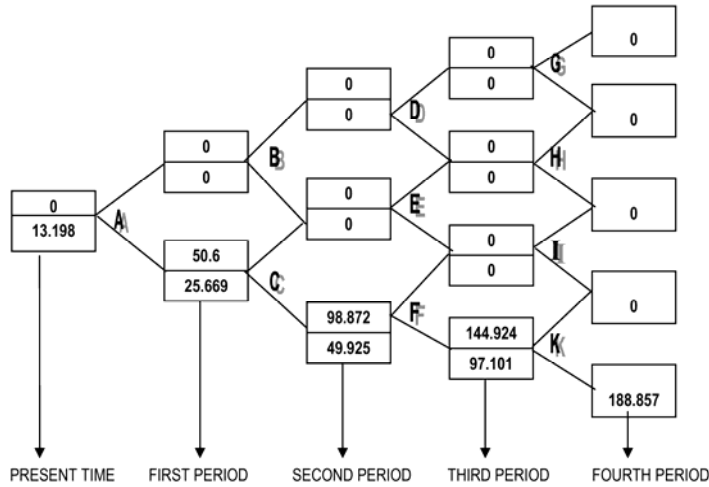 0
0
G
0
0
0
D
0
0
0
B
0
0
H
0
0
A
13.198
E
0
0
0
50.6
I
0
C
25.669
98.872
F
0
144.924
49.925
K
97.101
188.857
PRESENT TIME FIRST PERIOD SECOND PERIOD THIRD PERIOD FOURTH PERIOD